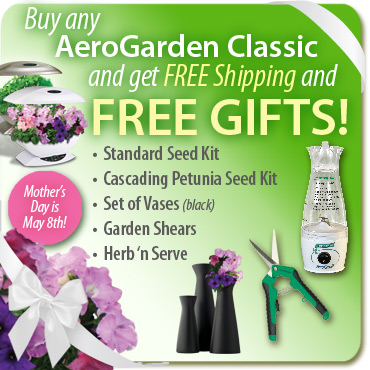 Buy any
AeroGarden Classic
and get FREE Shipping and
FREE GIFTS!
• Standard Seed Kit
• Cascading Petunia Seed Kit
• Set of Vases (black)
• Garden Shears
• Herb 'n Serve
Mother's
Day is
May 8th!